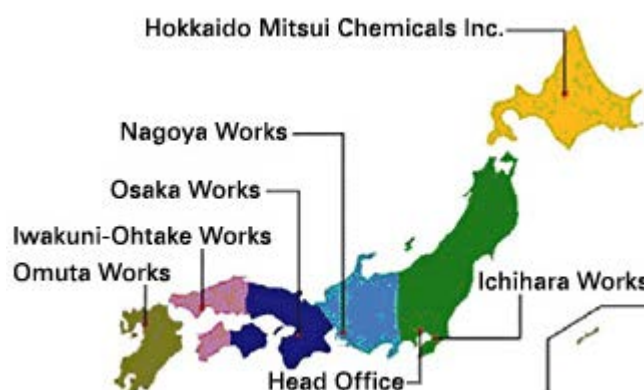 Hokkaido Mitsui Chemicals Inc.
Nagoya Works
Osaka Works
Iwakuni-Ohtake Works
Omuta Works
Ichihara Works
Head Office